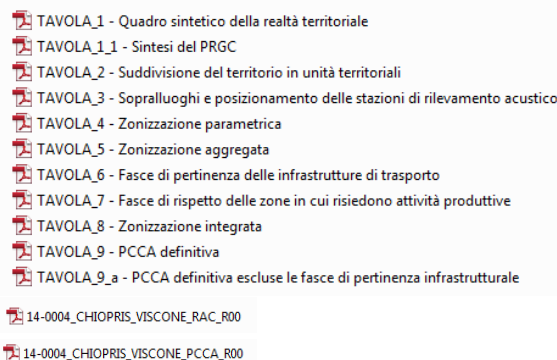 TAVOLA_1 - Quadro sintetico della realtà territoriale
TAVOLA_1_1 - Sintesi del PRGC
TAVOLA_2 - Suddivisione del territorio in unità territoriali
TAVOLA_3 - Sopralluoghi e posizionamento delle stazioni di rilevamento acustico
TAVOLA_4 - Zonizzazione parametrica
TAVOLA_5 - Zonizzazione aggregata
TAVOLA_6 - Fasce di pertinenza delle infrastrutture di trasporto
TAVOLA_7 - Fasce di rispetto delle zone in cui risiedono attività produttive
TAVOLA_8 - Zonizzazione integrata
TAVOLA_9 - PCCA definitiva
TAVOLA_9_a - PCCA definitiva escluse le fasce di pertinenza infrastrutturale
14-0004_CHIOPRIS_VISCONE_RAC_R00
14-0004_CHIOPRIS_VISCONE_PCCA_R00